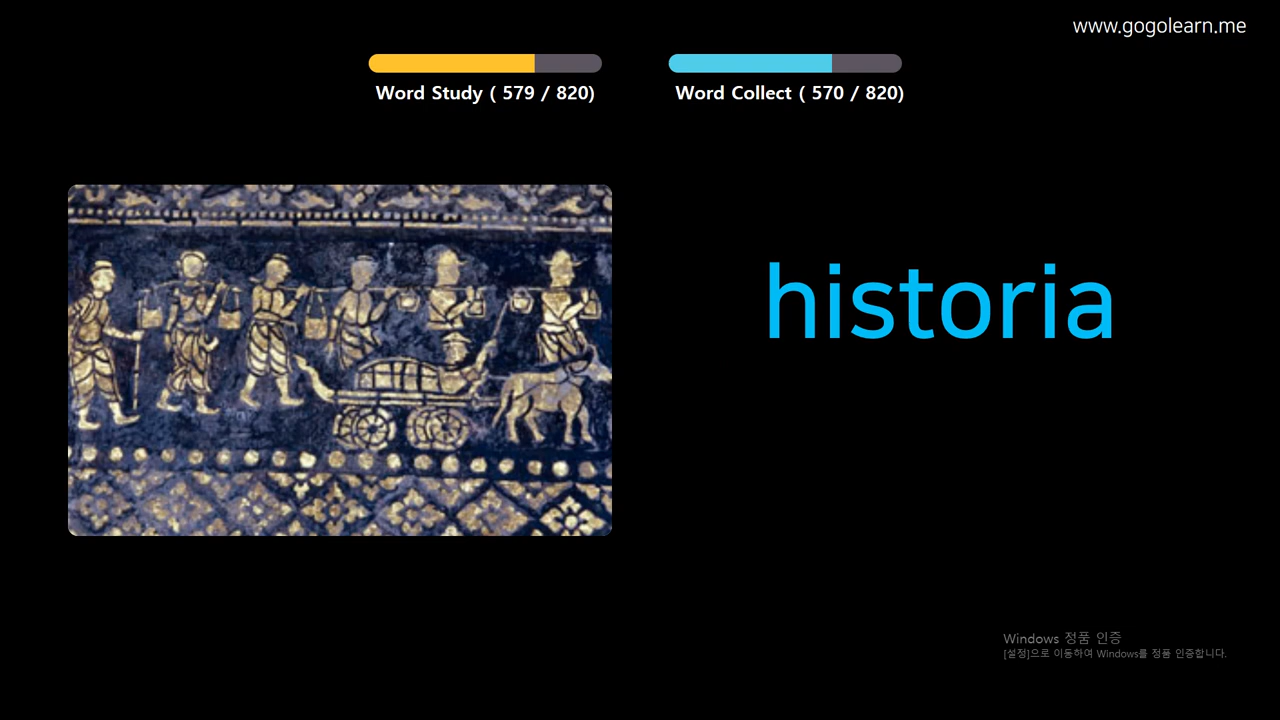 www.gogolearn.me
Word Study ( 579 / 820)
Word Collect ( 570 / 820)
historia
Windows 정품 인증
[설정]으로 이동하여 Windows를 정품 인증합니다.